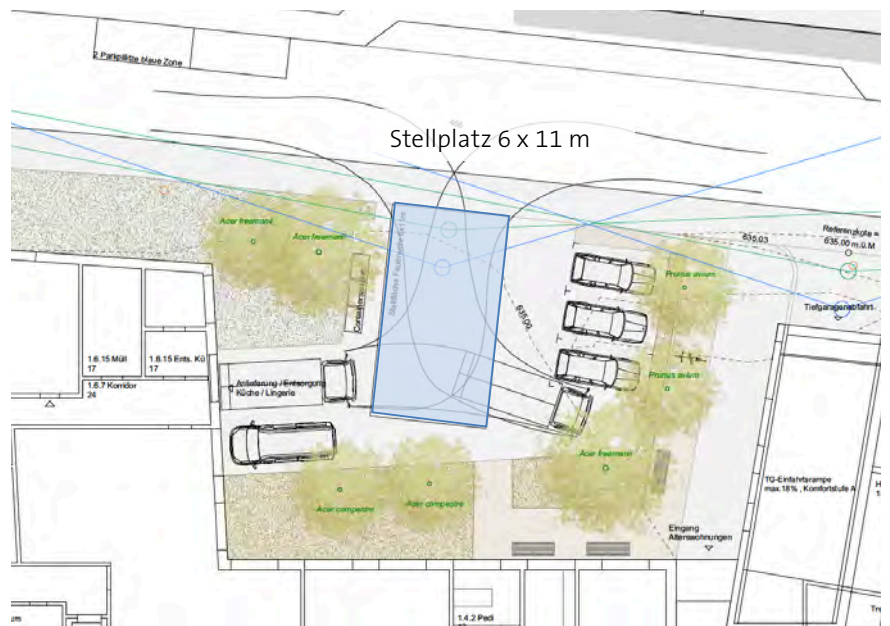 2 Parkplätze blaue Zone
Stellplatz 6 x 11 m
Acer freemanii
Acer freemanii
Referenzkote =
635.00 m.ü.M
635.03
Prunus avium
635.00
Tiefgaragenabfahrt
1.6.15 Müll
17
1.6.15 Ents. Kü
17
1.6.7 Korridor
24
Anlieferung / Entsorgung
Küche / Lingerie
Prunus avium
Acer freemanii
Acer campestre
Acer campestre
TG-Einfahrtsrampe
max.18% , Komfortstufe A
Eingang
Alterswohnungen
1.4.2 Pedi
um